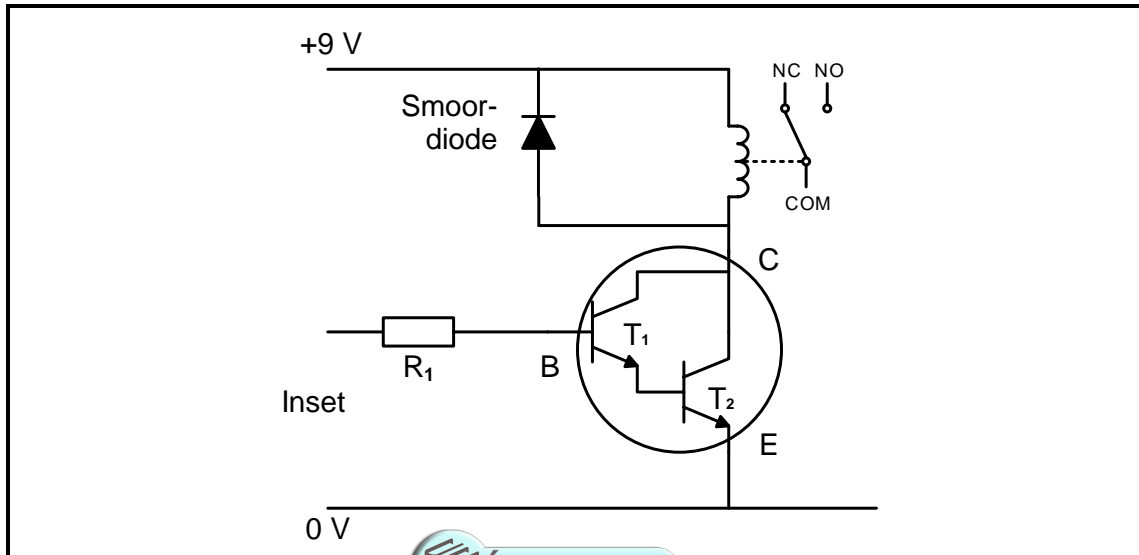 +9 V
NC NO
Smoor-
diode
COM
C
T₁
R₁
B
T₂
Inset
E
0 V